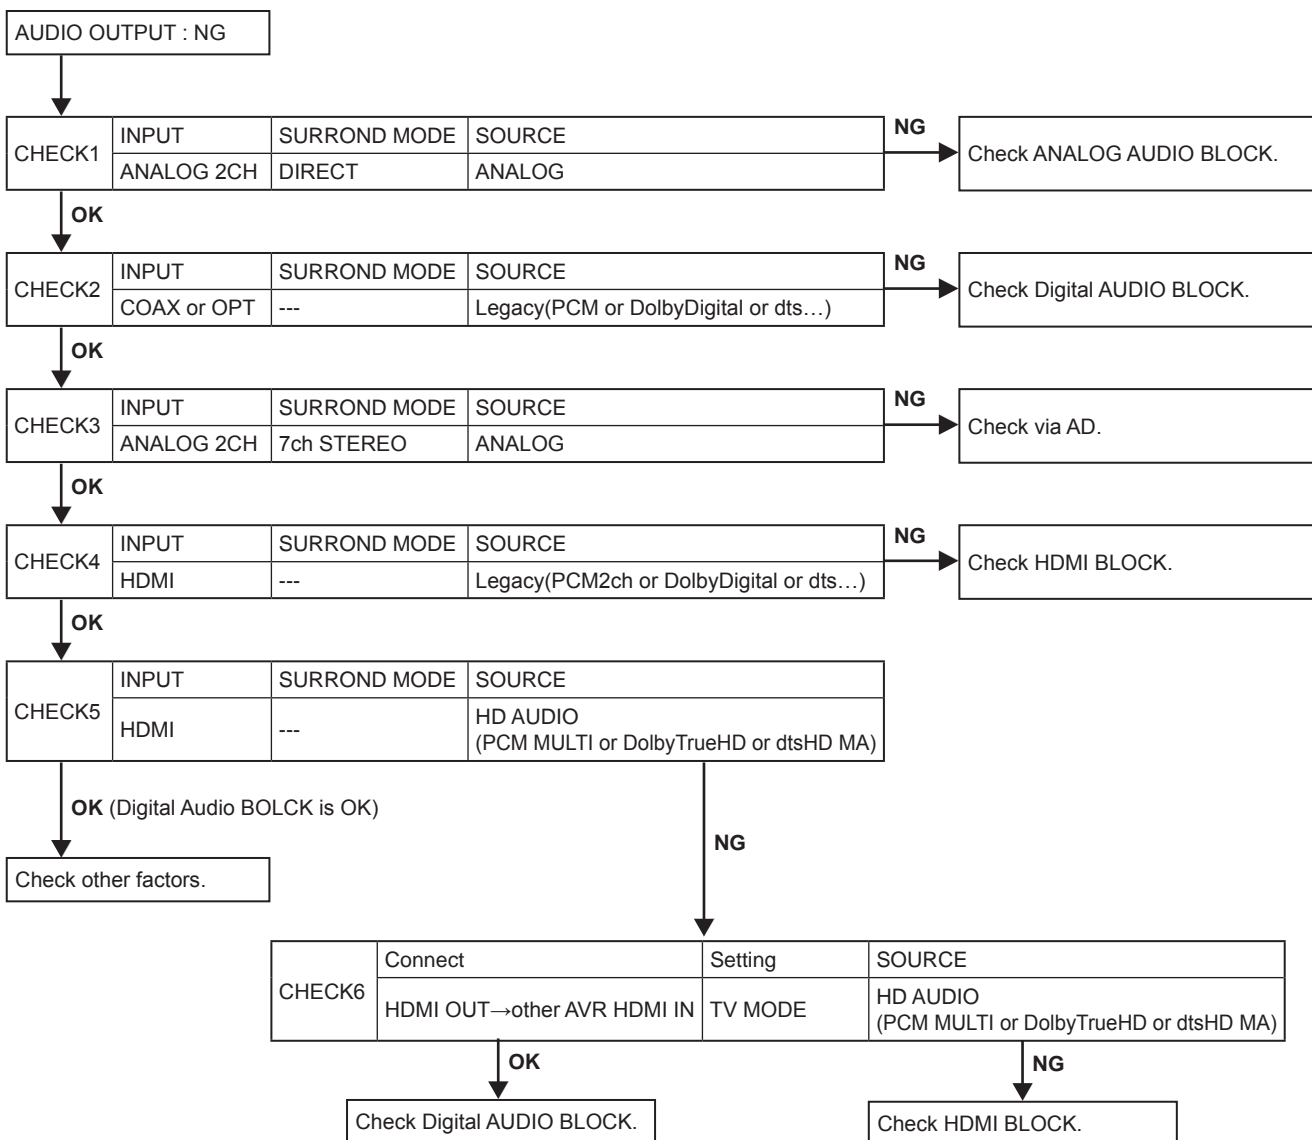 AUDIO OUTPUT : NG
CHECK1
INPUT
SURROND MODE
SOURCE
ANALOG 2CH
DIRECT
ANALOG
NG
Check ANALOG AUDIO BLOCK.
OK
CHECK2
INPUT
SURROND MODE
SOURCE
COAX or OPT
---
Legacy(PCM or DolbyDigital or dts…)
NG
Check Digital AUDIO BLOCK.
OK
CHECK3
INPUT
SURROND MODE
SOURCE
ANALOG 2CH
7ch STEREO
ANALOG
NG
Check via AD.
OK
CHECK4
INPUT
SURROND MODE
SOURCE
HDMI
---
Legacy(PCM2ch or DolbyDigital or dts…)
NG
Check HDMI BLOCK.
OK
CHECK5
INPUT
SURROND MODE
SOURCE
HDMI
---
HD AUDIO
(PCM MULTI or DolbyTrueHD or dtsHD MA)
OK (Digital Audio BOLCK is OK)
NG
Check other factors.
CHECK6
Connect
Setting
SOURCE
HDMI OUT→other AVR HDMI IN
TV MODE
HD AUDIO
(PCM MULTI or DolbyTrueHD or dtsHD MA)
OK
NG
Check Digital AUDIO BLOCK.
Check HDMI BLOCK.